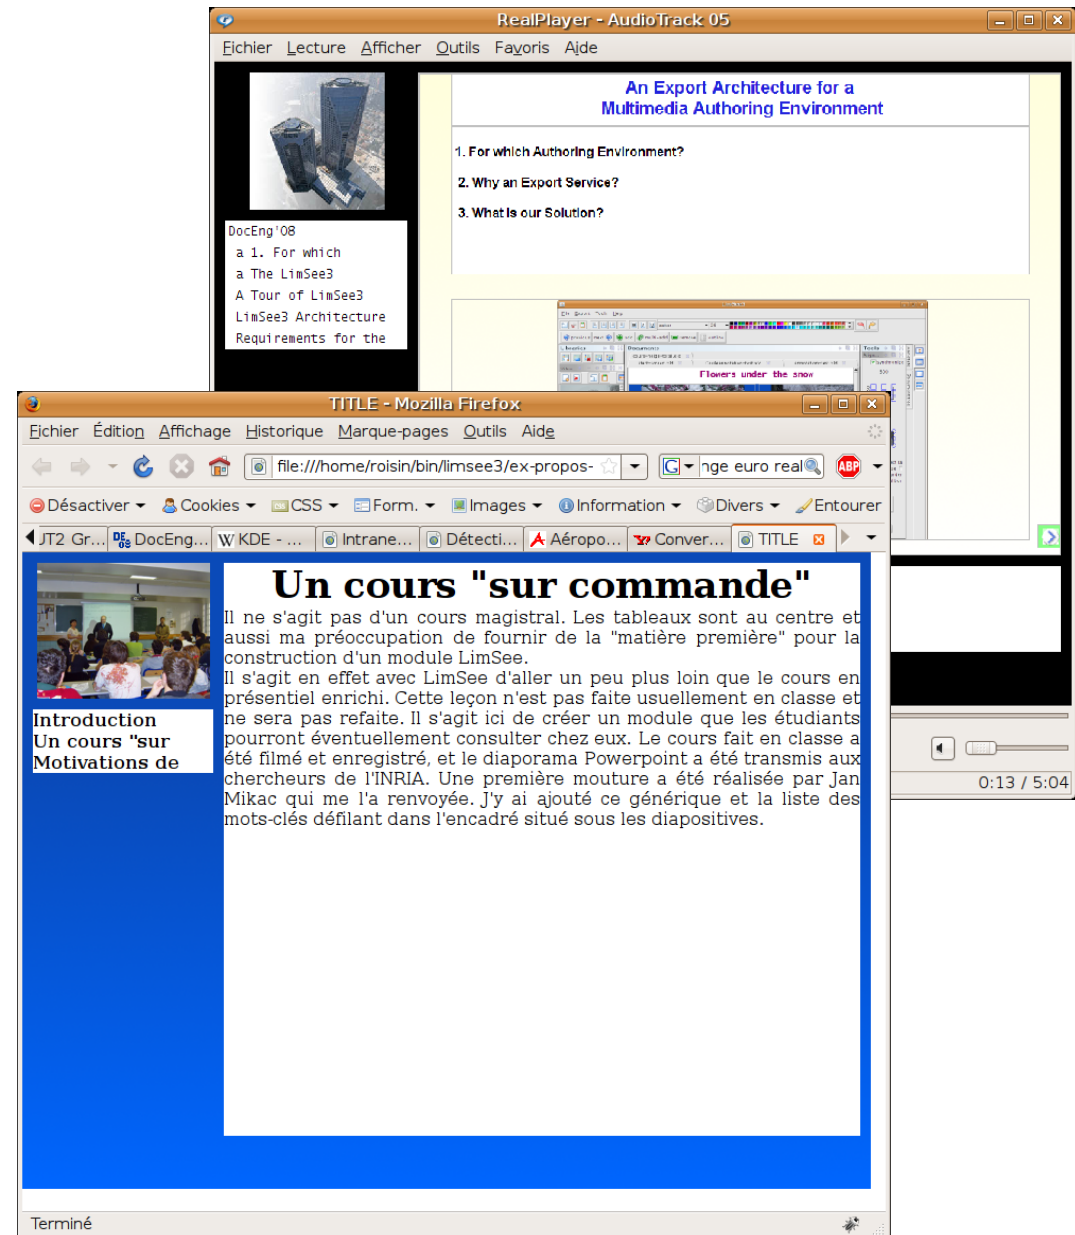 RealPlayer - AudioTrack 05
Fichier Lecture Afficher Outils Favoris Aide
An Export Architecture for a
Multimedia Authoring Environment
1. For which Authoring Environment?
2. Why an Export Service?
3. What is our Solution?
DocEng'08
a 1. For which
a The LimSee3
A Tour of LimSee3
LimSee3 Architecture
Requirements for the
Flowers under the snow
0:13 / 5:04
TITLE - Mozilla Firefox
Fichier Édition Affichage Historique Marque-pages Outils Aide
file:///home/roisin/bin/limsee3/ex-propos-
G nge euro real
ABP
Désactiver Cookies CSS Form. Images Information Divers Entourer
JT2 Gr... DocEng... W KDE - ... Intrane... Détecti... Aéropo... Conver... TITLE
Un cours "sur commande"
Il ne s'agit pas d'un cours magistral. Les tableaux sont au centre et
aussi ma préoccupation de fournir de la "matière première" pour la
construction d'un module LimSee.
Il s'agit en effet avec LimSee d'aller un peu plus loin que le cours en
présentiel enrichi. Cette leçon n'est pas faite usuellement en classe et
ne sera pas refaite. Il s'agit ici de créer un module que les étudiants
pourront éventuellement consulter chez eux. Le cours fait en classe a
été filmé et enregistré, et le diaporama Powerpoint a été transmis aux
chercheurs de l'INRIA. Une première mouture a été réalisée par Jan
Mikac qui me l'a renvoyée. J'y ai ajouté ce générique et la liste des
mots-clés défilant dans l'encadré situé sous les diapositives.
Introduction
Un cours "sur
Motivations de
Terminé